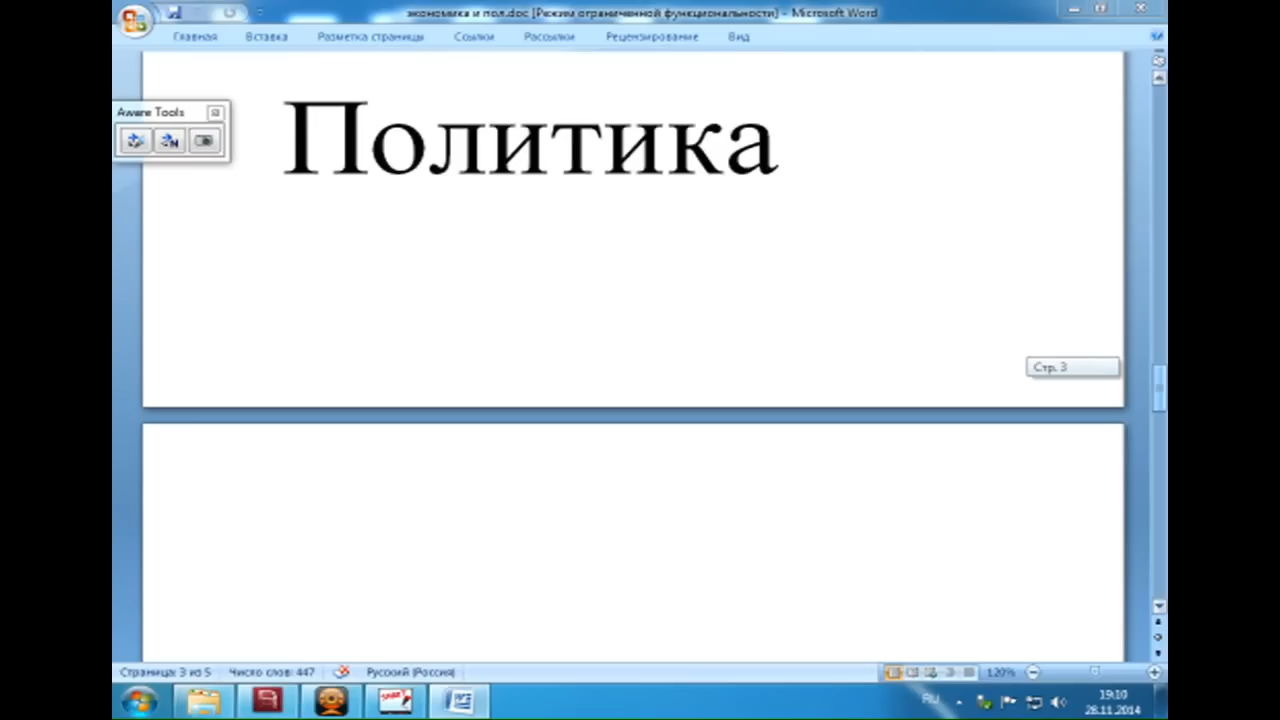 экономика и пол.doc [Режим ограниченной функциональности] - Microsoft Word
Главная Вставка Разметка страницы Ссылки Рассылки Рецензирование Вид
Aware Tools
Политика
Стр. 3
Страница: 3 из 5 Число слов: 447 Русский (Россия) 120%
RU 19:10
28.11.2014